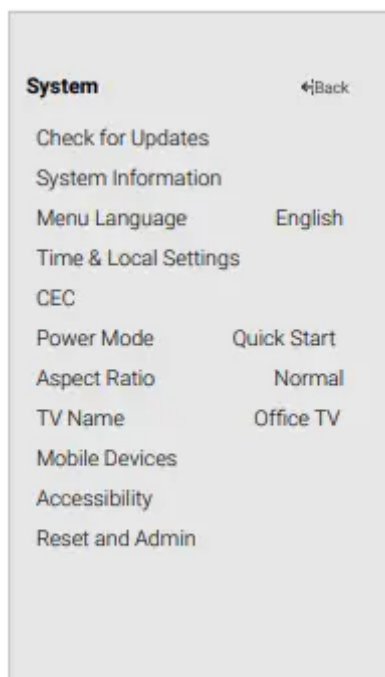 System Back
Check for Updates
System Information
Menu Language English
Time & Local Settings
CEC
Power Mode Quick Start
Aspect Ratio Normal
TV Name Office TV
Mobile Devices
Accessibility
Reset and Admin